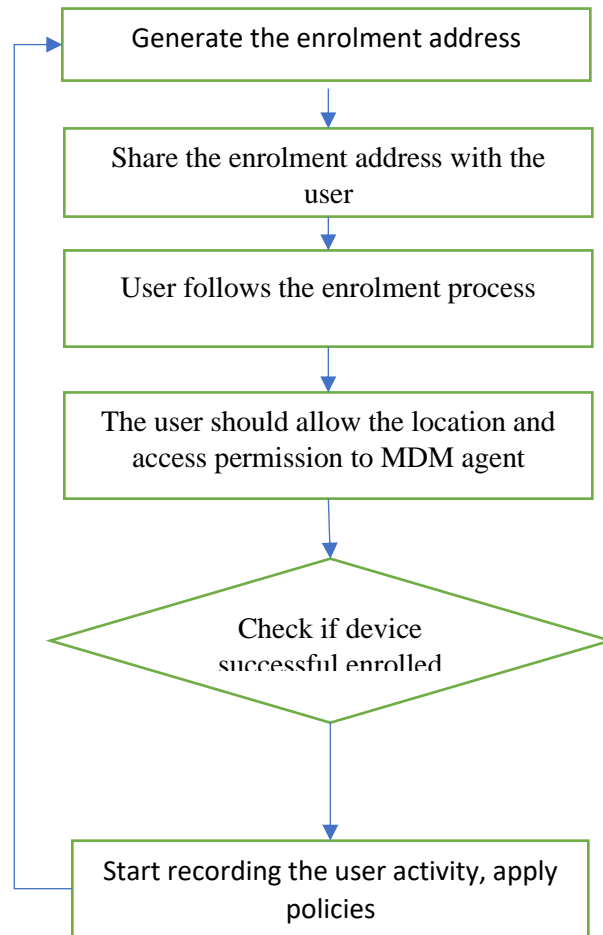 Generate the enrolment address
Share the enrolment address with the
user
User follows the enrolment process
The user should allow the location and
access permission to MDM agent
Check if device
successful enrolled
Start recording the user activity, apply
policies